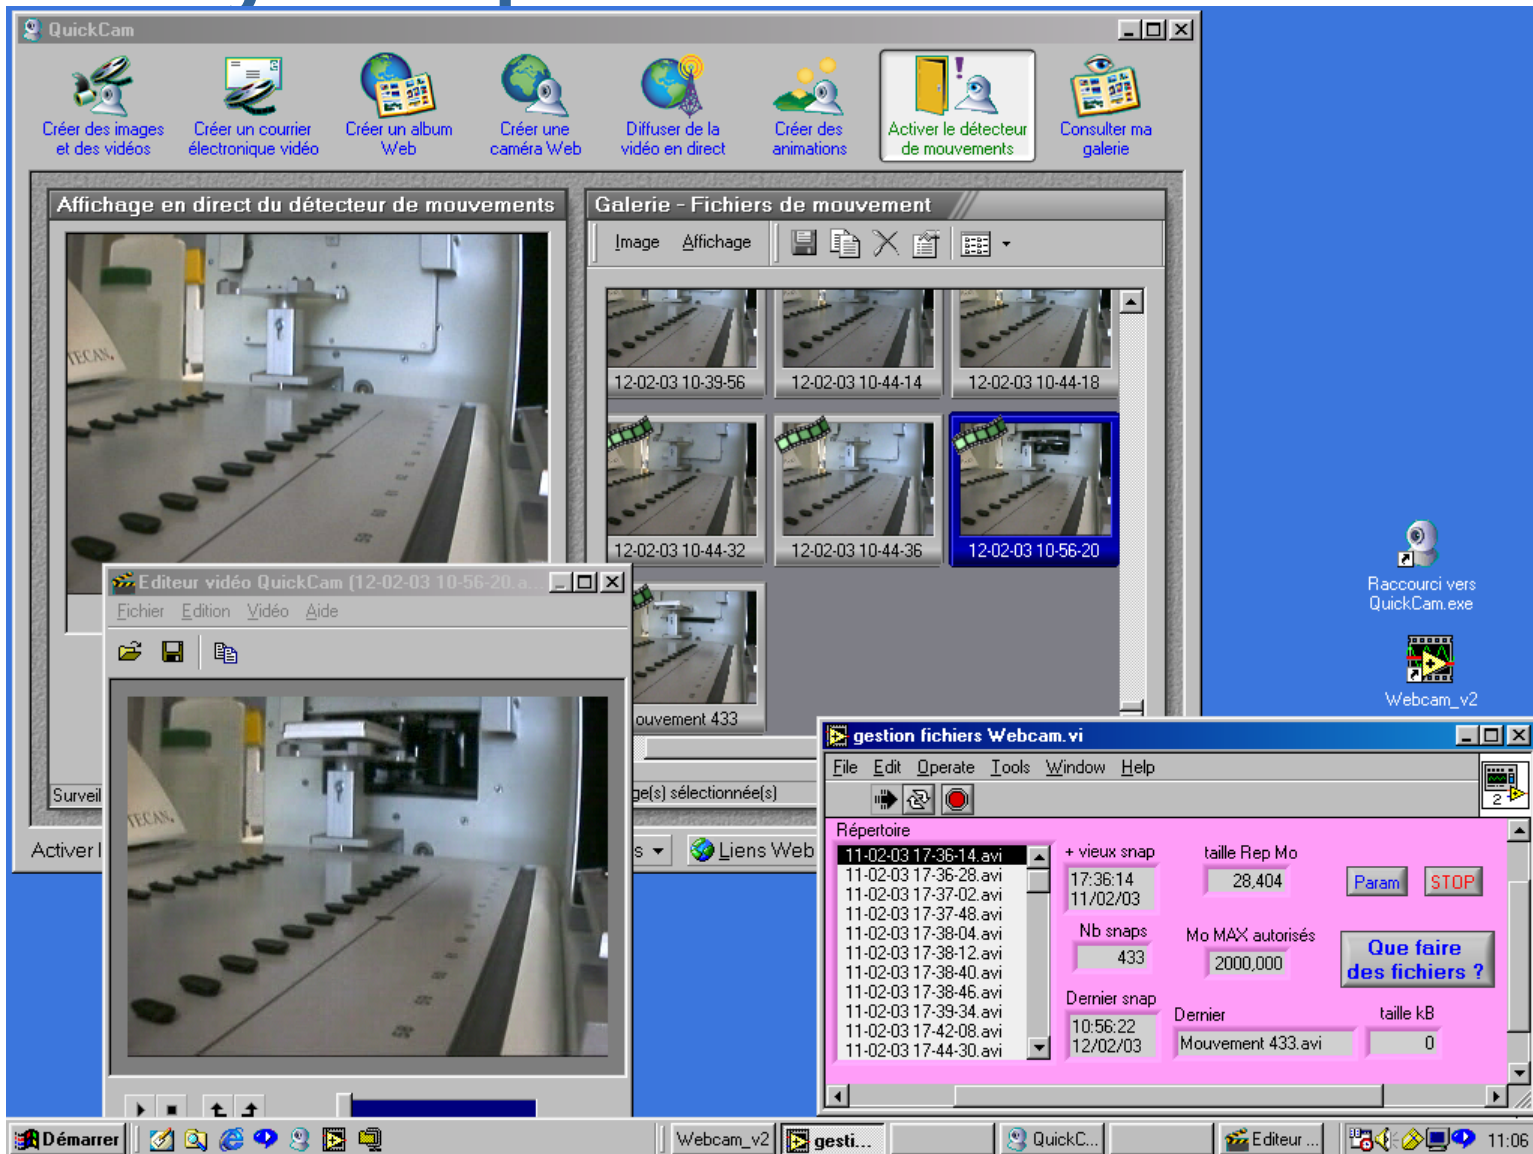 QuickCam
Créer des images
et des vidéos
Créer un courrier
électronique vidéo
Créer un album
Web
Créer une
caméra Web
Diffuser de la
vidéo en direct
Créer des
animations
Activer le détecteur
de mouvements
Consulter ma
galerie
Affichage en direct du détecteur de mouvements
TECAN.
Galerie - Fichiers de mouvement
Image Affichage
12-02-03 10-39-56
12-02-03 10-44-14
12-02-03 10-44-18
12-02-03 10-44-32
12-02-03 10-44-36
12-02-03 10-56-20
ouvement 433
Surveil
ge(s) sélectionnée(s)
Activer l
s
Liens Web
Editeur vidéo QuickCam (12-02-03 10-56-20.a...
Fichier Edition Vidéo Aide
TECAN.
Raccourci vers
QuickCam.exe
Webcam_v2
gestion fichiers Webcam.vi
File Edit Operate Tools Window Help
2
Répertoire
11-02-03 17-36-14.avi
11-02-03 17-36-28.avi
11-02-03 17-37-02.avi
11-02-03 17-37-48.avi
11-02-03 17-38-04.avi
11-02-03 17-38-12.avi
11-02-03 17-38-40.avi
11-02-03 17-38-46.avi
11-02-03 17-39-34.avi
11-02-03 17-42-08.avi
11-02-03 17-44-30.avi
+ vieux snap
17:36:14
11/02/03
Nb snaps
433
Dernier snap
10:56:22
12/02/03
taille Rep Mo
28,404
Mo MAX autorisés
2000,000
Param
STOP
Que faire
des fichiers ?
Dernier
Mouvement 433.avi
taille kB
0
Démarrer
Webcam_v2
gesti...
QuickC...
Editeur ...
11:06